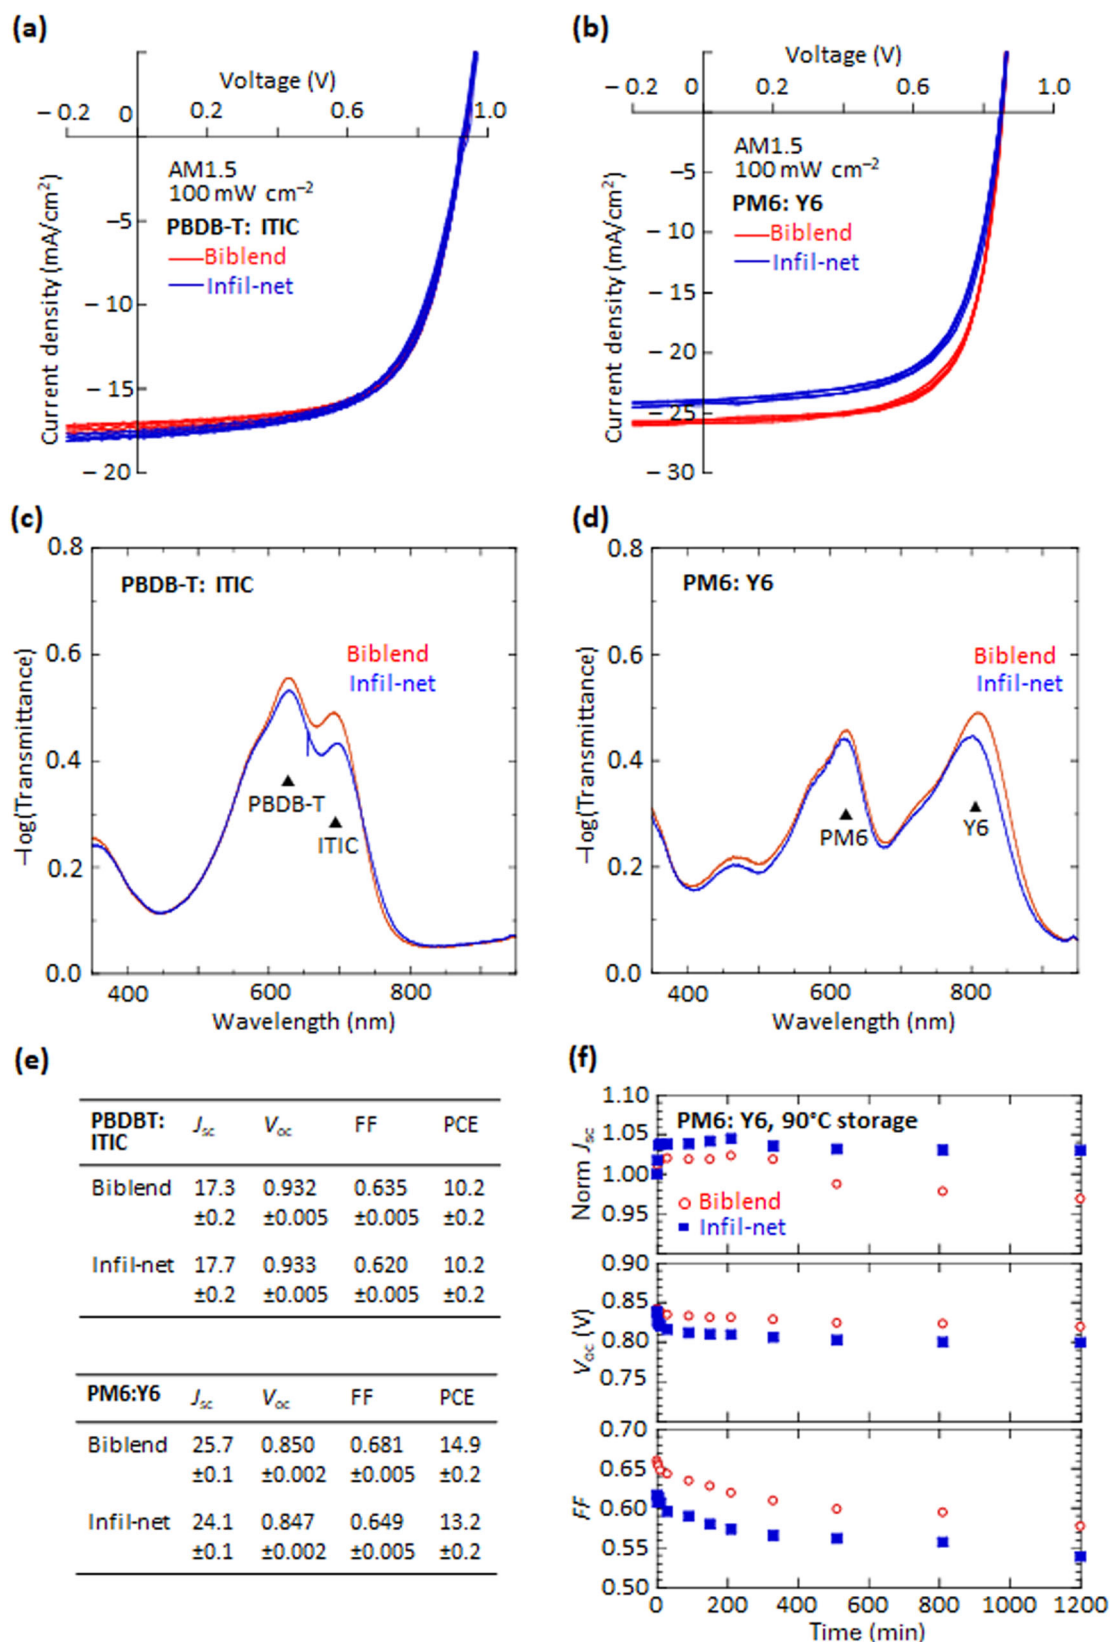 (a)
Voltage (V)
– 0.2 0 0.2 0.6 1.0
AM1.5
100 mW cm⁻²
PBDB-T: ITIC
Biblend
Infil-net
Current density (mA/cm²)
– 5
– 10
– 15
– 20
(b)
Voltage (V)
– 0.2 0 0.2 0.6 1.0
AM1.5
100 mW cm⁻²
PM6: Y6
Biblend
Infil-net
Current density (mA/cm²)
–5
– 10
– 15
– 20
–25
– 30
(c)
PBDB-T: ITIC
Biblend
Infil-net
PBDB-T
ITIC
–log(Transmittance)
0.8
0.6
0.4
0.2
0.0
400 600 800
Wavelength (nm)
(d)
PM6: Y6
Biblend
Infil-net
PM6
Y6
–log(Transmittance)
0.8
0.6
0.4
0.2
0.0
400 600 800
Wavelength (nm)
(e)
PBDBT: ITIC Jsc Voc FF PCE
Biblend 17.3 0.932 0.635 10.2
±0.2 ±0.005 ±0.005 ±0.2
Infil-net 17.7 0.933 0.620 10.2
±0.2 ±0.005 ±0.005 ±0.2
PM6:Y6 Jsc Voc FF PCE
Biblend 25.7 0.850 0.681 14.9
±0.1 ±0.002 ±0.005 ±0.2
Infil-net 24.1 0.847 0.649 13.2
±0.1 ±0.002 ±0.005 ±0.2
(f)
PM6: Y6, 90°C storage
Biblend
Infil-net
Norm Jsc
1.10
1.05
1.00
0.95
Voc (V)
0.90
0.85
0.80
0.75
FF
0.70
0.65
0.60
0.55
0.50
0 200 400 600 800 1000 1200
Time (min)